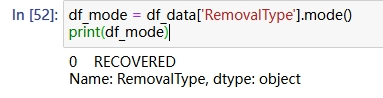 In [52]: df_mode = df_data['RemovalType'].mode()
print(df_mode)
0    RECOVERED
Name: RemovalType, dtype: object